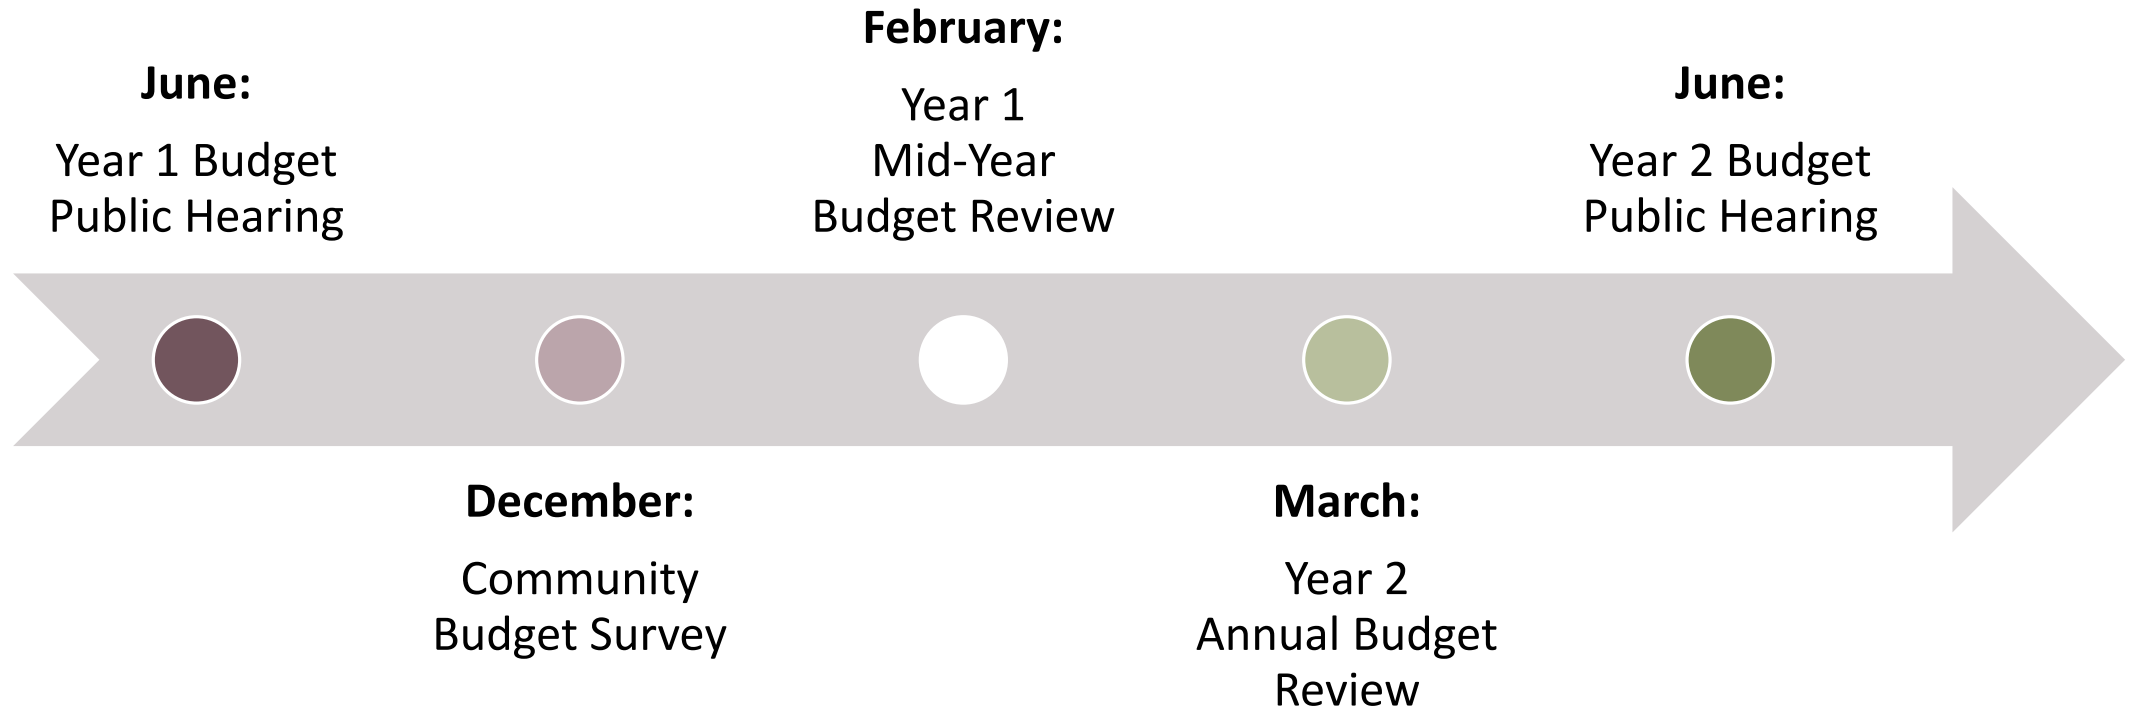 June:
Year 1 Budget
Public Hearing
December:
Community
Budget Survey
February:
Year 1
Mid-Year
Budget Review
March:
Year 2
Annual Budget
Review
June:
Year 2 Budget
Public Hearing